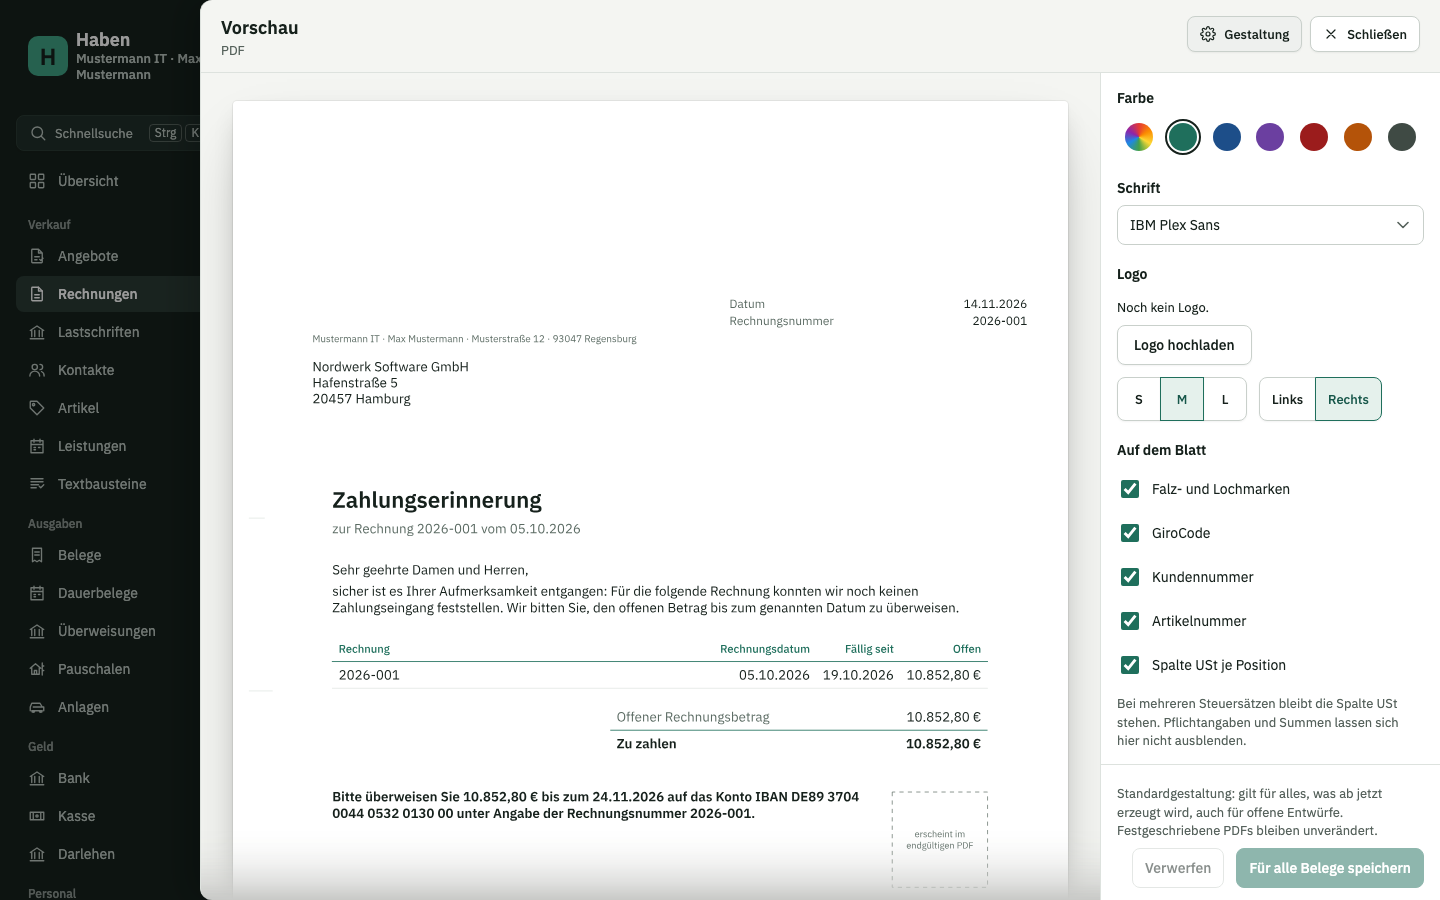 H
Haben
Mustermann IT · Max
Mustermann
Schnellsuche Strg K
Übersicht
Verkauf
Angebote
Rechnungen
Lastschriften
Kontakte
Artikel
Leistungen
Textbausteine
Ausgaben
Belege
Dauerbelege
Überweisungen
Pauschalen
Anlagen
Geld
Bank
Kasse
Darlehen
Personal
Vorschau
PDF
Gestaltung
Schließen
Datum 14.11.2026
Rechnungsnummer 2026-001
Mustermann IT · Max Mustermann · Musterstraße 12 · 93047 Regensburg
Nordwerk Software GmbH
Hafenstraße 5
20457 Hamburg
Zahlungserinnerung
zur Rechnung 2026-001 vom 05.10.2026
Sehr geehrte Damen und Herren,
sicher ist es Ihrer Aufmerksamkeit entgangen: Für die folgende Rechnung konnten wir noch keinen
Zahlungseingang feststellen. Wir bitten Sie, den offenen Betrag bis zum genannten Datum zu überweisen.
Rechnung Rechnungsdatum Fällig seit Offen
2026-001 05.10.2026 19.10.2026 10.852,80 €
Offener Rechnungsbetrag 10.852,80 €
Zu zahlen 10.852,80 €
Bitte überweisen Sie 10.852,80 € bis zum 24.11.2026 auf das Konto IBAN DE89 3704
0044 0532 0130 00 unter Angabe der Rechnungsnummer 2026-001.
erscheint im
endgültigen PDF
Farbe
Schrift
IBM Plex Sans
Logo
Noch kein Logo.
Logo hochladen
S M L Links Rechts
Auf dem Blatt
Falz- und Lochmarken
GiroCode
Kundennummer
Artikelnummer
Spalte USt je Position
Bei mehreren Steuersätzen bleibt die Spalte USt
stehen. Pflichtangaben und Summen lassen sich
hier nicht ausblenden.
Standardgestaltung: gilt für alles, was ab jetzt
erzeugt wird, auch für offene Entwürfe.
Festgeschriebene PDFs bleiben unverändert.
Verwerfen
Für alle Belege speichern